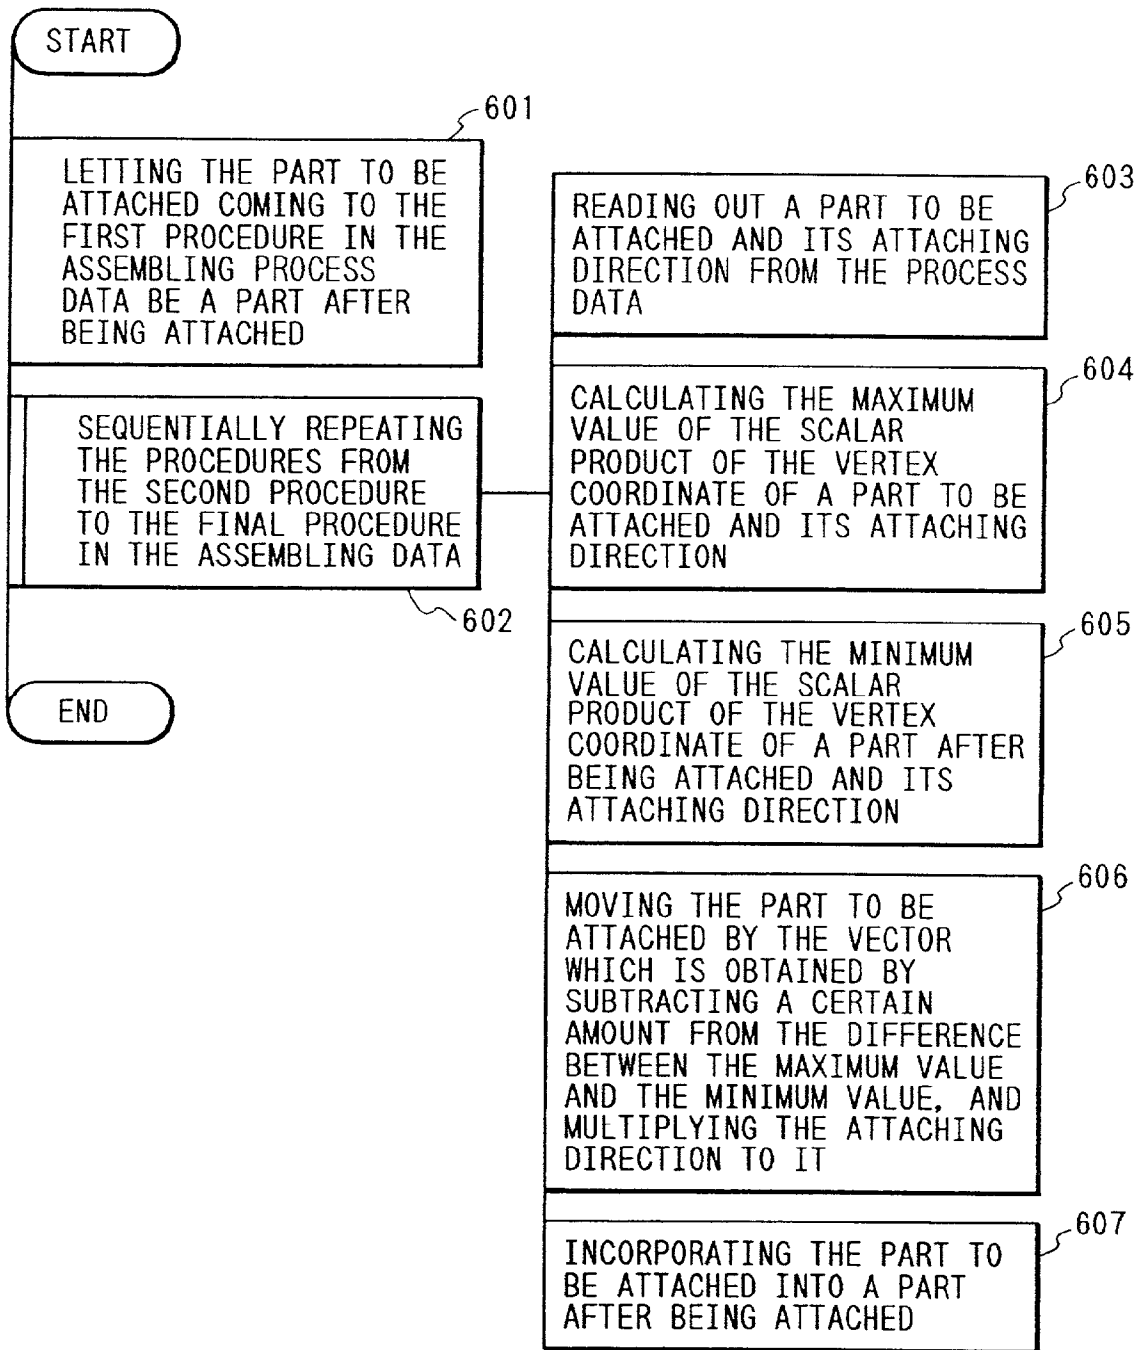 START
601
LETTING THE PART TO BE
ATTACHED COMING TO THE
FIRST PROCEDURE IN THE
ASSEMBLING PROCESS
DATA BE A PART AFTER
BEING ATTACHED
SEQUENTIALLY REPEATING
THE PROCEDURES FROM
THE SECOND PROCEDURE
TO THE FINAL PROCEDURE
IN THE ASSEMBLING DATA
602
END
603
READING OUT A PART TO BE
ATTACHED AND ITS ATTACHING
DIRECTION FROM THE PROCESS
DATA
604
CALCULATING THE MAXIMUM
VALUE OF THE SCALAR
PRODUCT OF THE VERTEX
COORDINATE OF A PART TO BE
ATTACHED AND ITS ATTACHING
DIRECTION
605
CALCULATING THE MINIMUM
VALUE OF THE SCALAR
PRODUCT OF THE VERTEX
COORDINATE OF A PART AFTER
BEING ATTACHED AND ITS
ATTACHING DIRECTION
606
MOVING THE PART TO BE
ATTACHED BY THE VECTOR
WHICH IS OBTAINED BY
SUBTRACTING A CERTAIN
AMOUNT FROM THE DIFFERENCE
BETWEEN THE MAXIMUM VALUE
AND THE MINIMUM VALUE, AND
MULTIPLYING THE ATTACHING
DIRECTION TO IT
607
INCORPORATING THE PART TO
BE ATTACHED INTO A PART
AFTER BEING ATTACHED